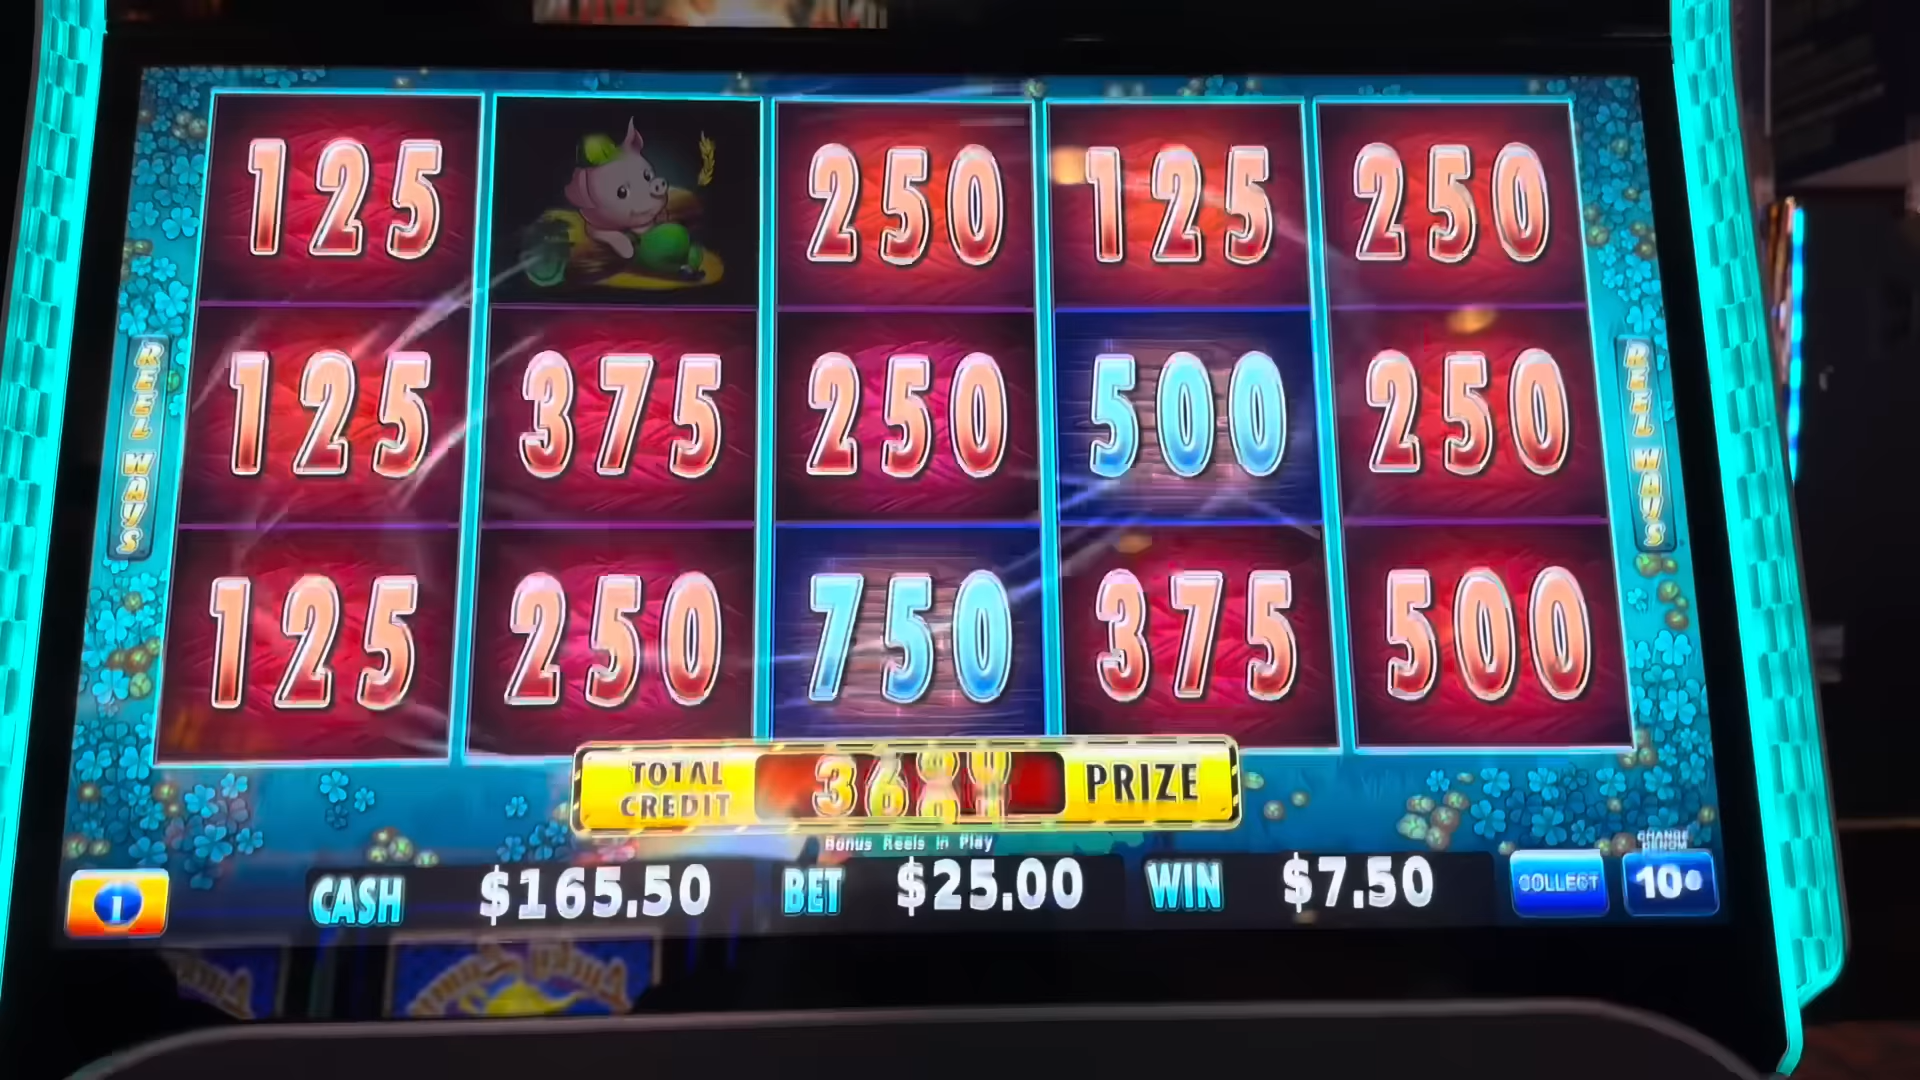 125 250 125 250
REEL WAYS
125 375 250 500 250
REEL WAYS
125 250 750 375 500
TOTAL CREDIT PRIZE
Bonus Reels In Play
CHANGE DENOM
1 CASH $165.50 BET $25.00 WIN $7.50 COLLECT 10¢